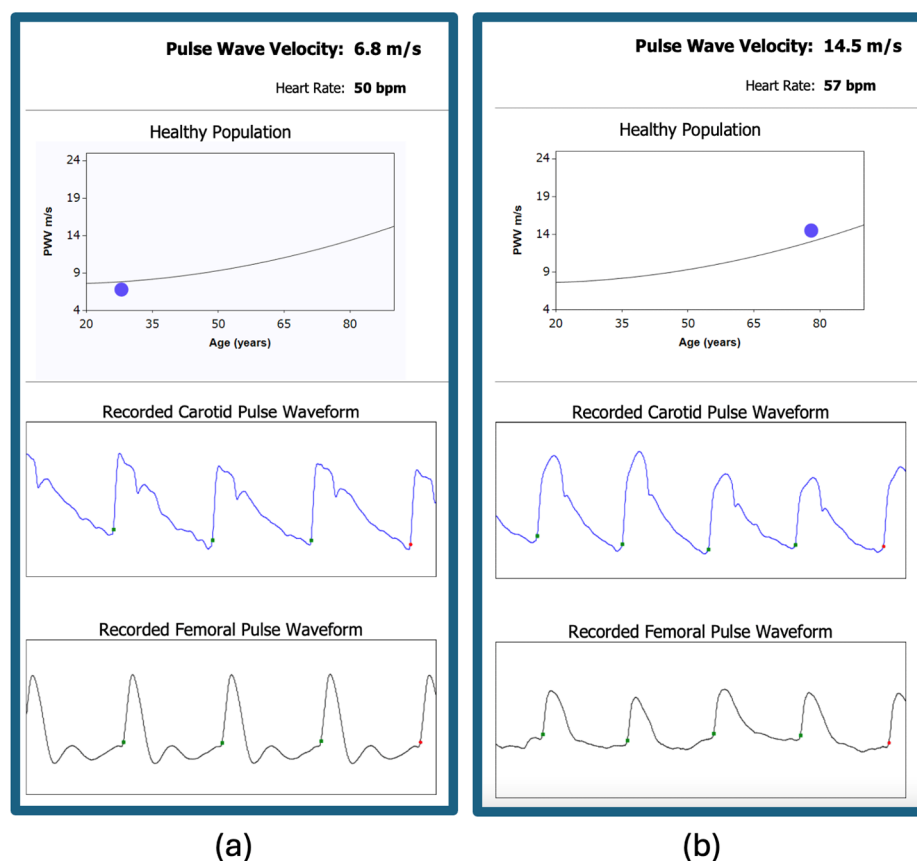 Pulse Wave Velocity: 6.8 m/s
Heart Rate: 50 bpm
Healthy Population
24
19
14
9
4
PWV m/s
20 35 50 65 80
Age (years)
Recorded Carotid Pulse Waveform
Recorded Femoral Pulse Waveform
(a)
Pulse Wave Velocity: 14.5 m/s
Heart Rate: 57 bpm
Healthy Population
24
19
14
9
4
PWV m/s
20 35 50 65 80
Age (years)
Recorded Carotid Pulse Waveform
Recorded Femoral Pulse Waveform
(b)